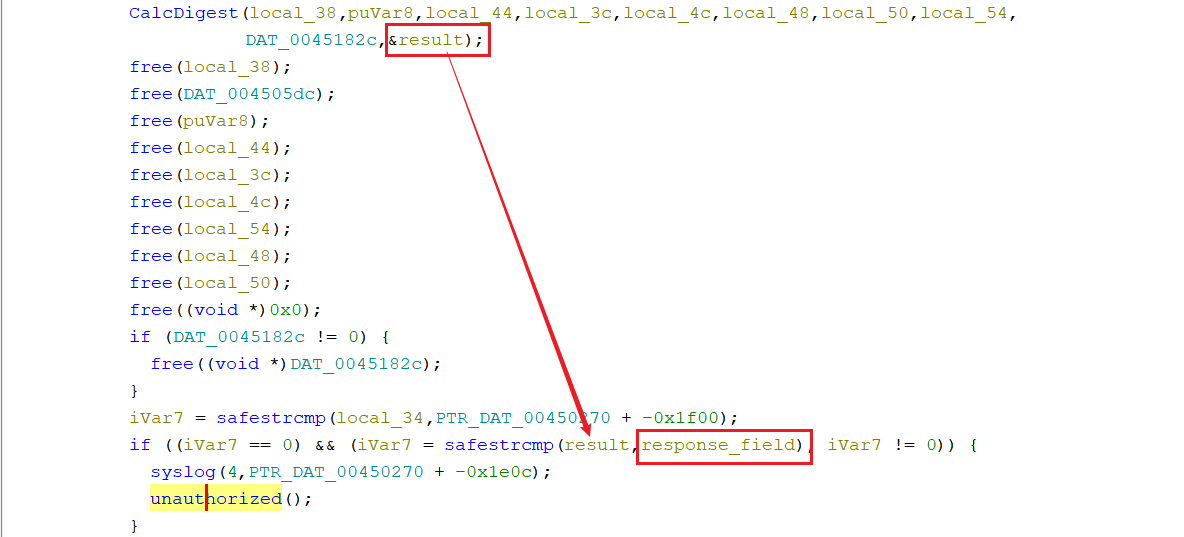 CalcDigest(local_38,puVar8,local_44,local_3c,local_4c,local_48,local_50,local_54,
DAT_0045182c,&result);
free(local_38);
free(DAT_004505dc);
free(puVar8);
free(local_44);
free(local_3c);
free(local_4c);
free(local_54);
free(local_48);
free(local_50);
free((void *)0x0);
if (DAT_0045182c != 0) {
free((void *)DAT_0045182c);
}
iVar7 = safestrcmp(local_34,PTR_DAT_00450270 + -0x1f00);
if ((iVar7 == 0) && (iVar7 = safestrcmp(result,response_field), iVar7 != 0)) {
syslog(4,PTR_DAT_00450270 + -0x1e0c);
unauthorized();
}